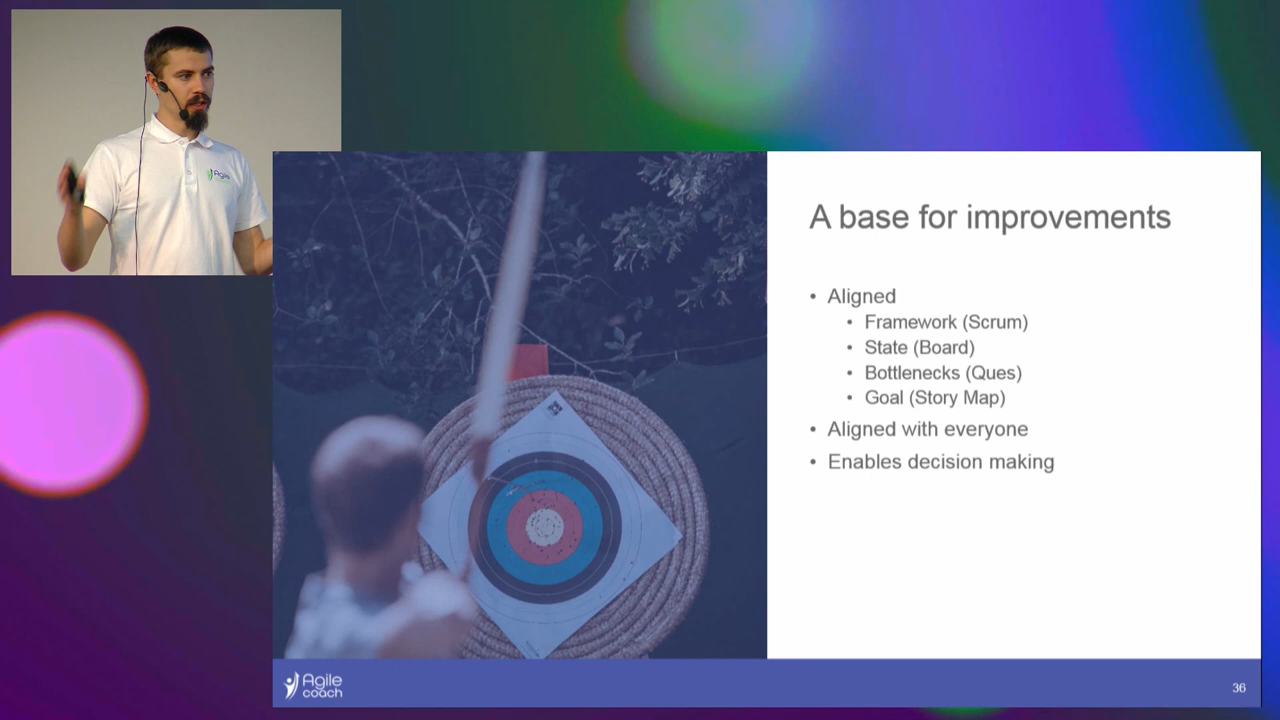 Agile
A base for improvements
• Aligned
• Framework (Scrum)
• State (Board)
• Bottlenecks (Ques)
• Goal (Story Map)
• Aligned with everyone
• Enables decision making
Agile
coach
36